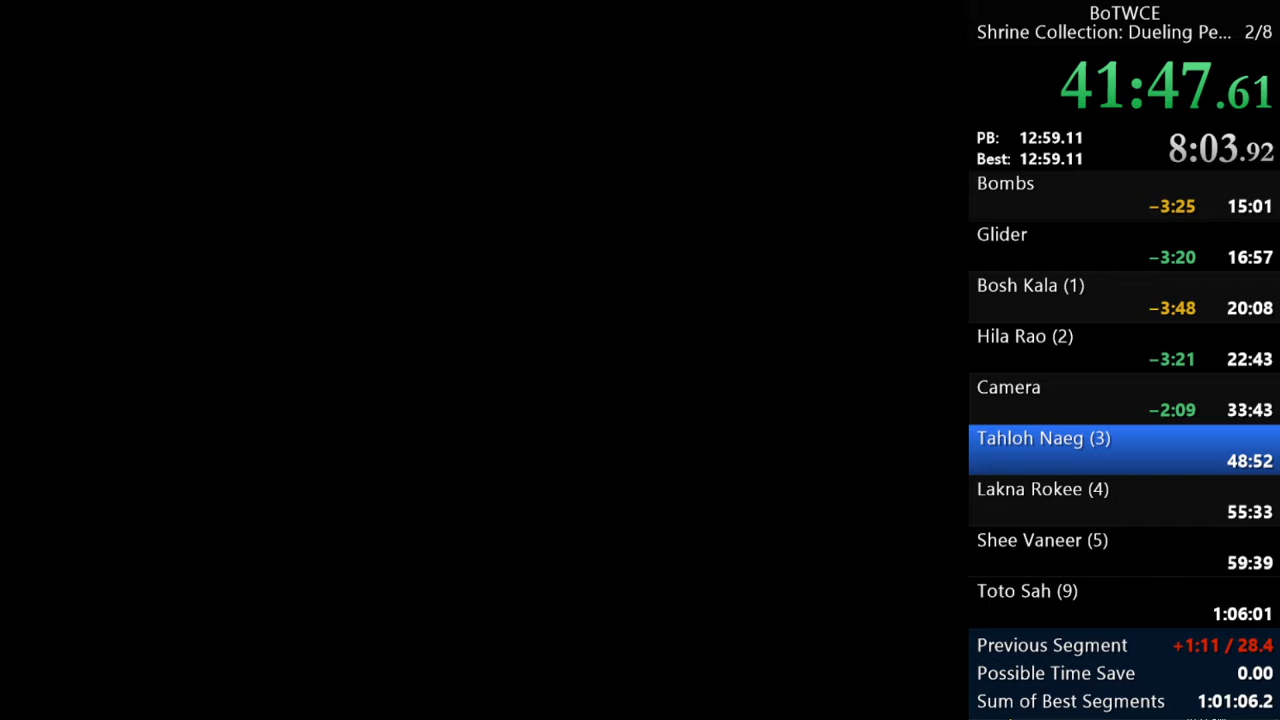 BoTWCE
Shrine Collection: Dueling Pe... 2/8
41:47.61
PB: 12:59.11
Best: 12:59.11
8:03.92
Bombs
−3:25 15:01
Glider
−3:20 16:57
Bosh Kala (1)
−3:48 20:08
Hila Rao (2)
−3:21 22:43
Camera
−2:09 33:43
Tahloh Naeg (3)
48:52
Lakna Rokee (4)
55:33
Shee Vaneer (5)
59:39
Toto Sah (9)
1:06:01
Previous Segment +1:11 / 28.4
Possible Time Save 0.00
Sum of Best Segments 1:01:06.2